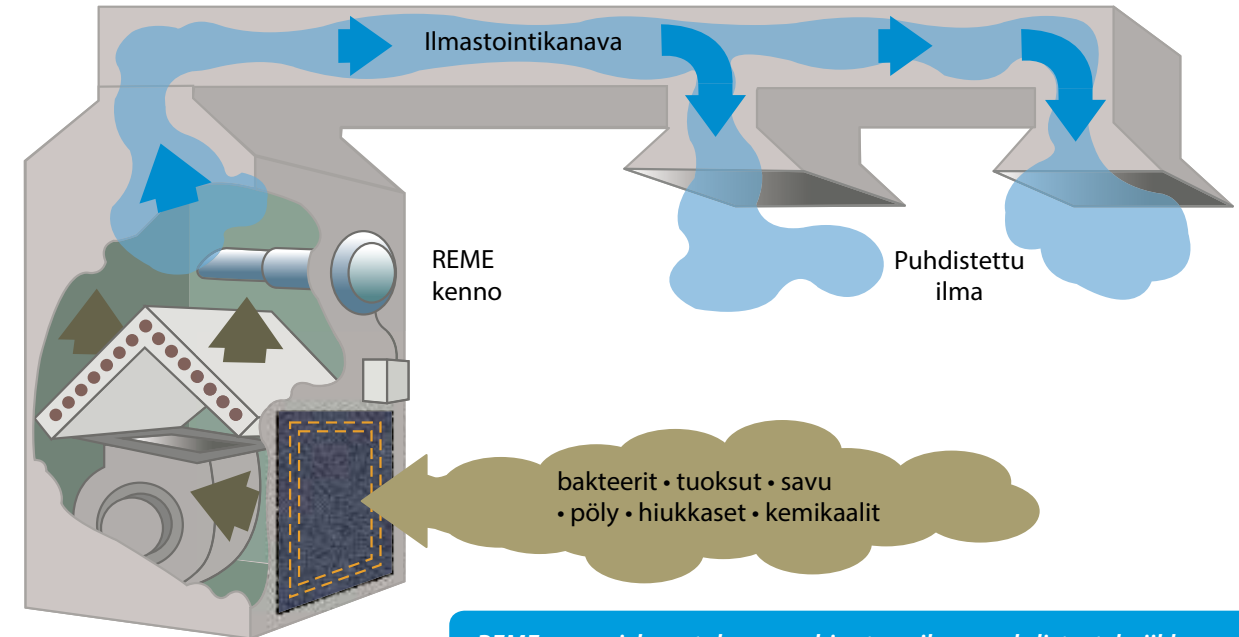 Ilmastointikanava
REME
kenno
Puhdistettu
ilma
bakteerit • tuoksut • savu
• pöly • hiukkaset • kemikaalit